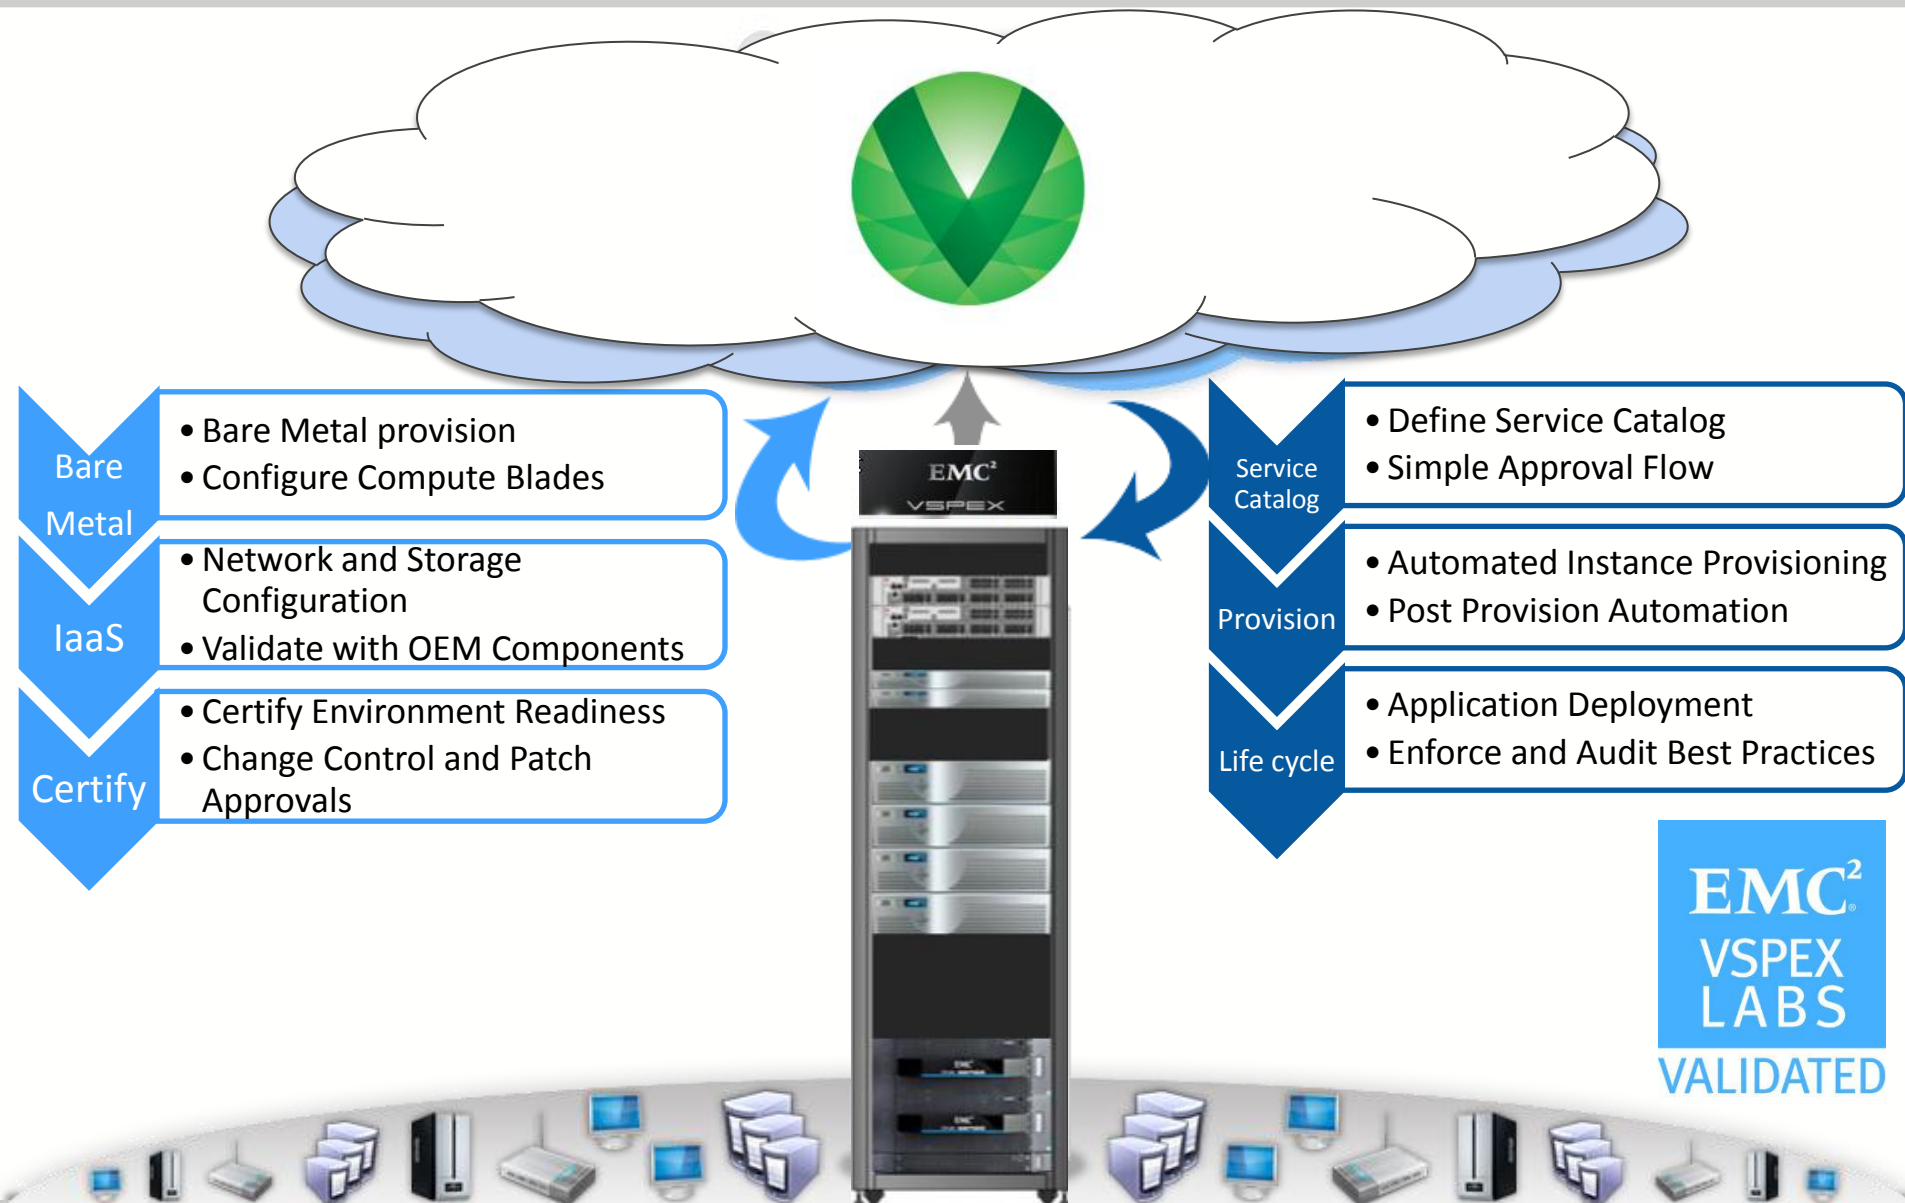 Bare
Metal
• Bare Metal provision
• Configure Compute Blades
IaaS
• Network and Storage
Configuration
• Validate with OEM Components
Certify
• Certify Environment Readiness
• Change Control and Patch
Approvals
EMC²
VSPEX
Service
Catalog
• Define Service Catalog
• Simple Approval Flow
Provision
• Automated Instance Provisioning
• Post Provision Automation
Life cycle
• Application Deployment
• Enforce and Audit Best Practices
EMC²®
VSPEX
LABS
VALIDATED
EMC²
EMC²